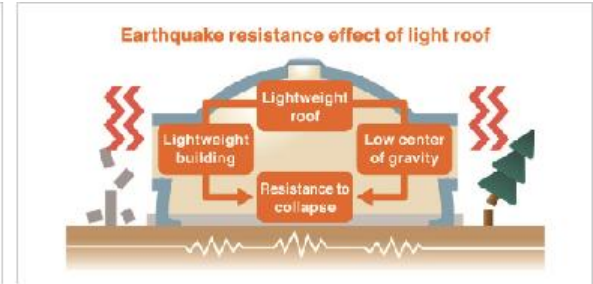 Earthquake resistance effect of light roof
Lightweight
roof
Lightweight
building
Low center
of gravity
Resistance to
collapse